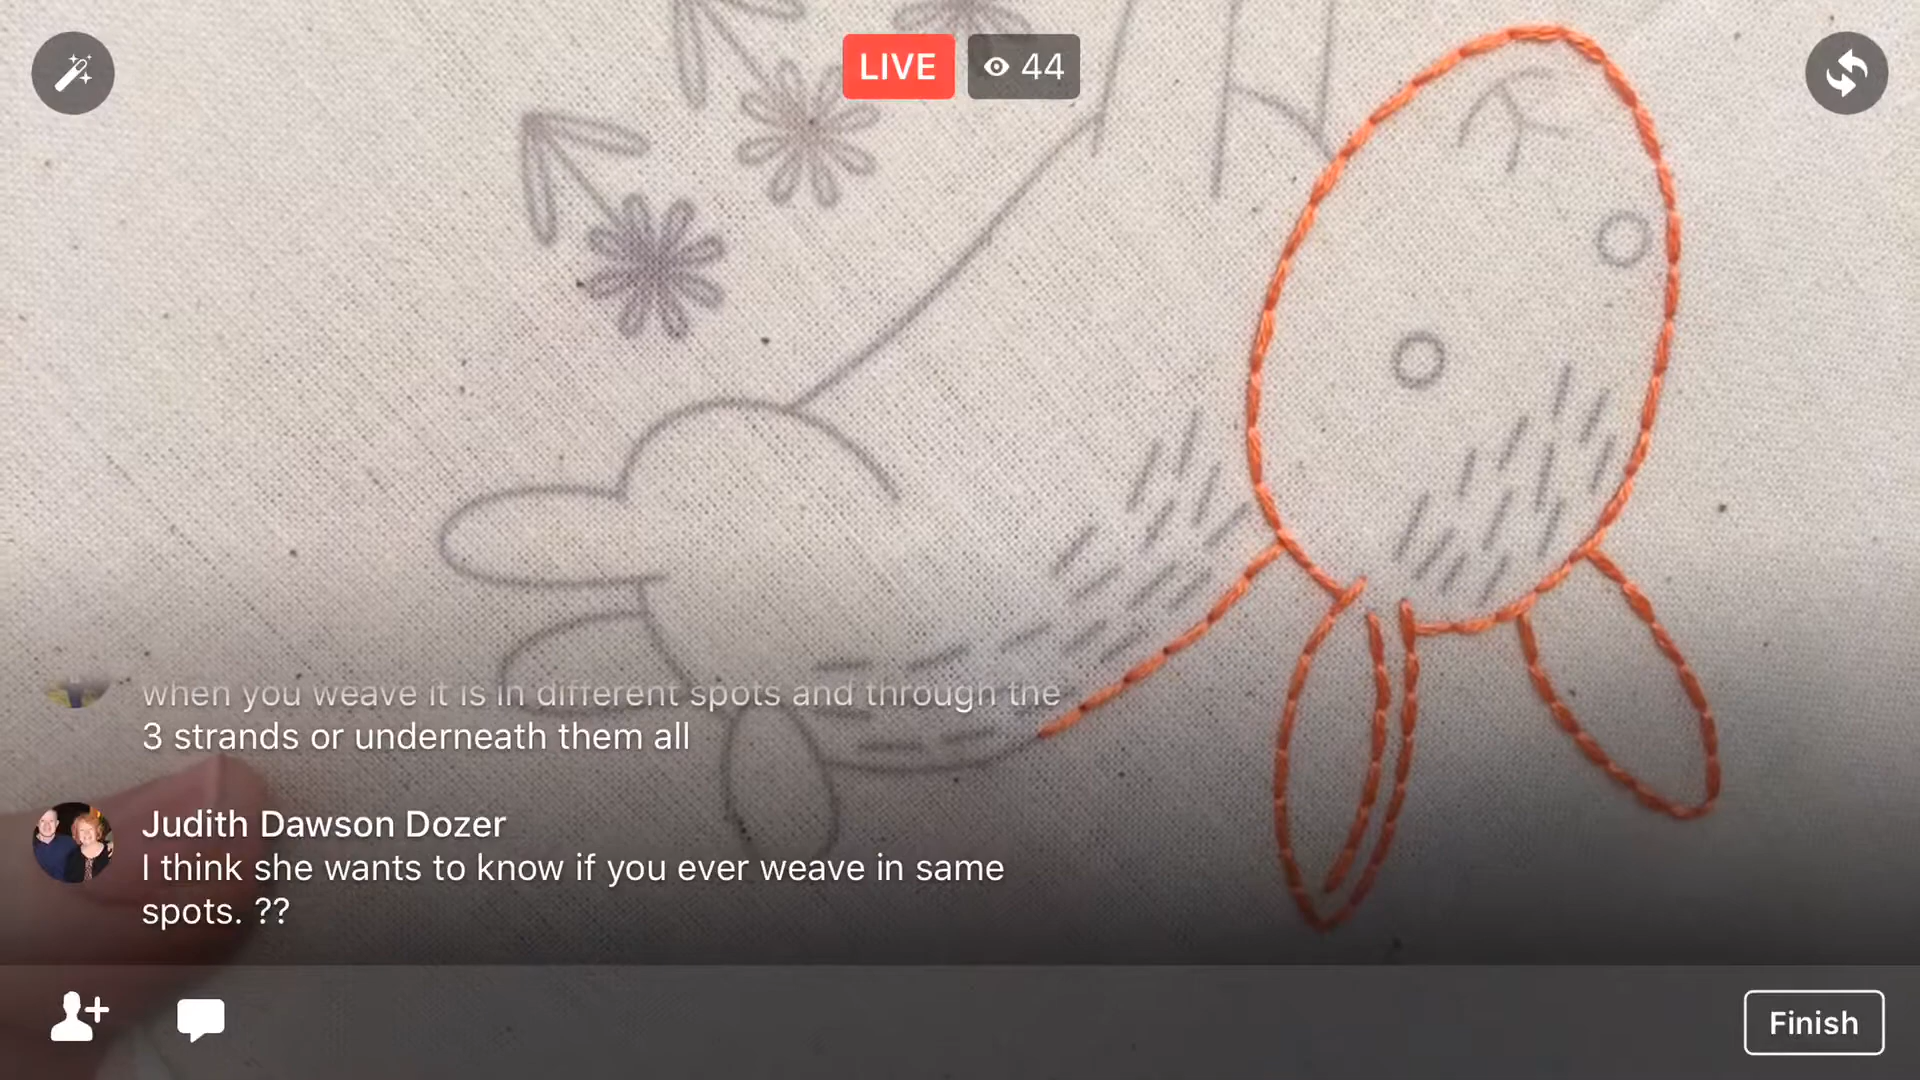 LIVE
44
when you weave it is in different spots and through the
3 strands or underneath them all
Judith Dawson Dozer
I think she wants to know if you ever weave in same
spots. ??
Finish